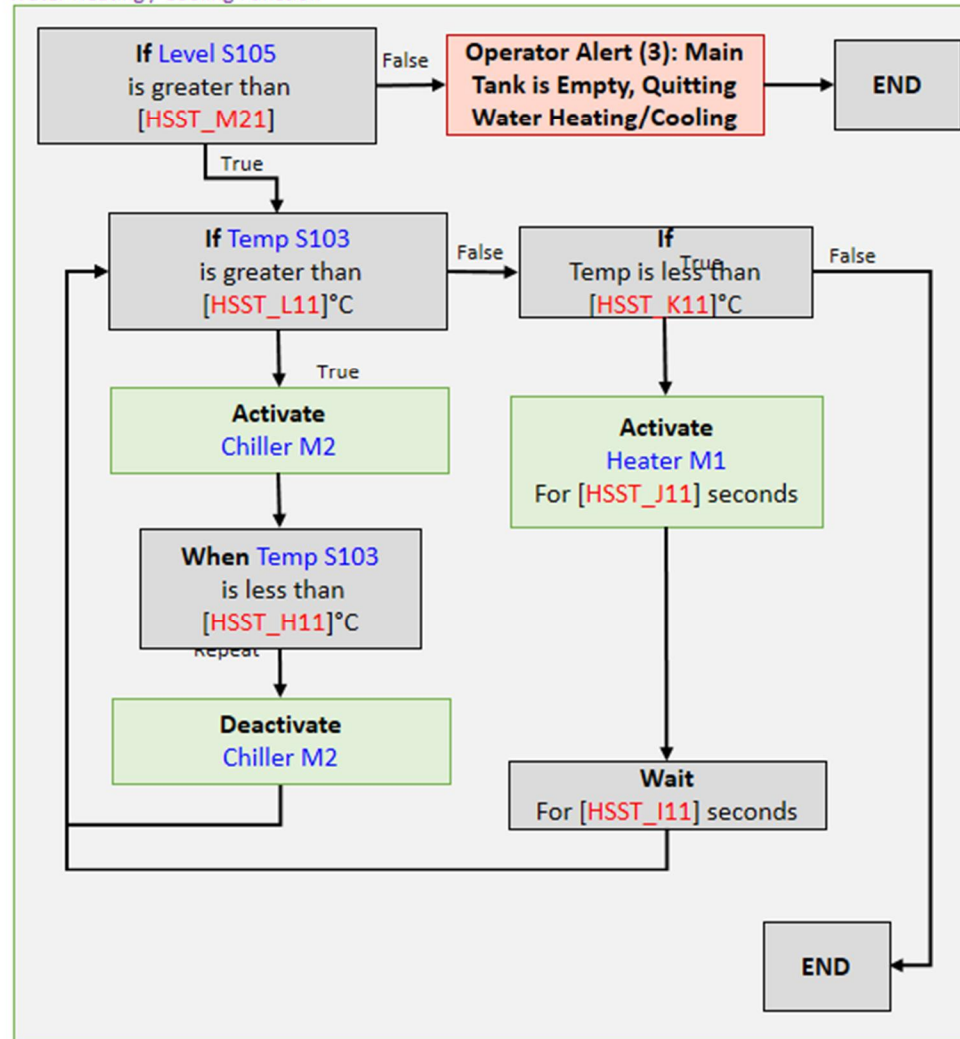 If Level S105
is greater than
[HSST_M21]
False
Operator Alert (3): Main
Tank is Empty, Quitting
Water Heating/Cooling
END
True
If Temp S103
is greater than
[HSST_L11]°C
False
If
True
Temp is less than
[HSST_K11]°C
False
True
Activate
Chiller M2
Activate
Heater M1
For [HSST_J11] seconds
When Temp S103
is less than
[HSST_H11]°C
Repeat
Deactivate
Chiller M2
Wait
For [HSST_I11] seconds
END